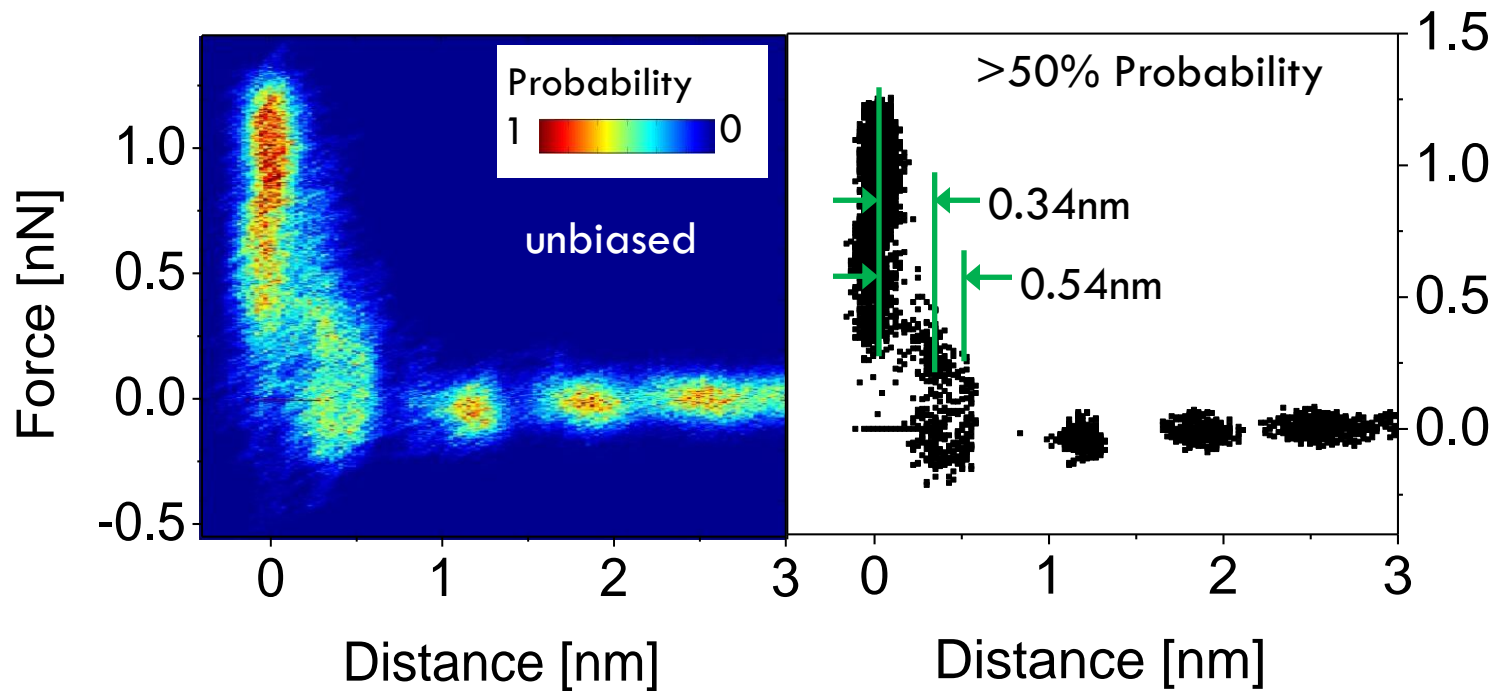 Probability
1 0
unbiased
1.0
0.5
0.0
-0.5
Force [nN]
0 1 2 3
Distance [nm]
>50% Probability
0.34nm
0.54nm
1.5
1.0
0.5
0.0
0 1 2 3
Distance [nm]